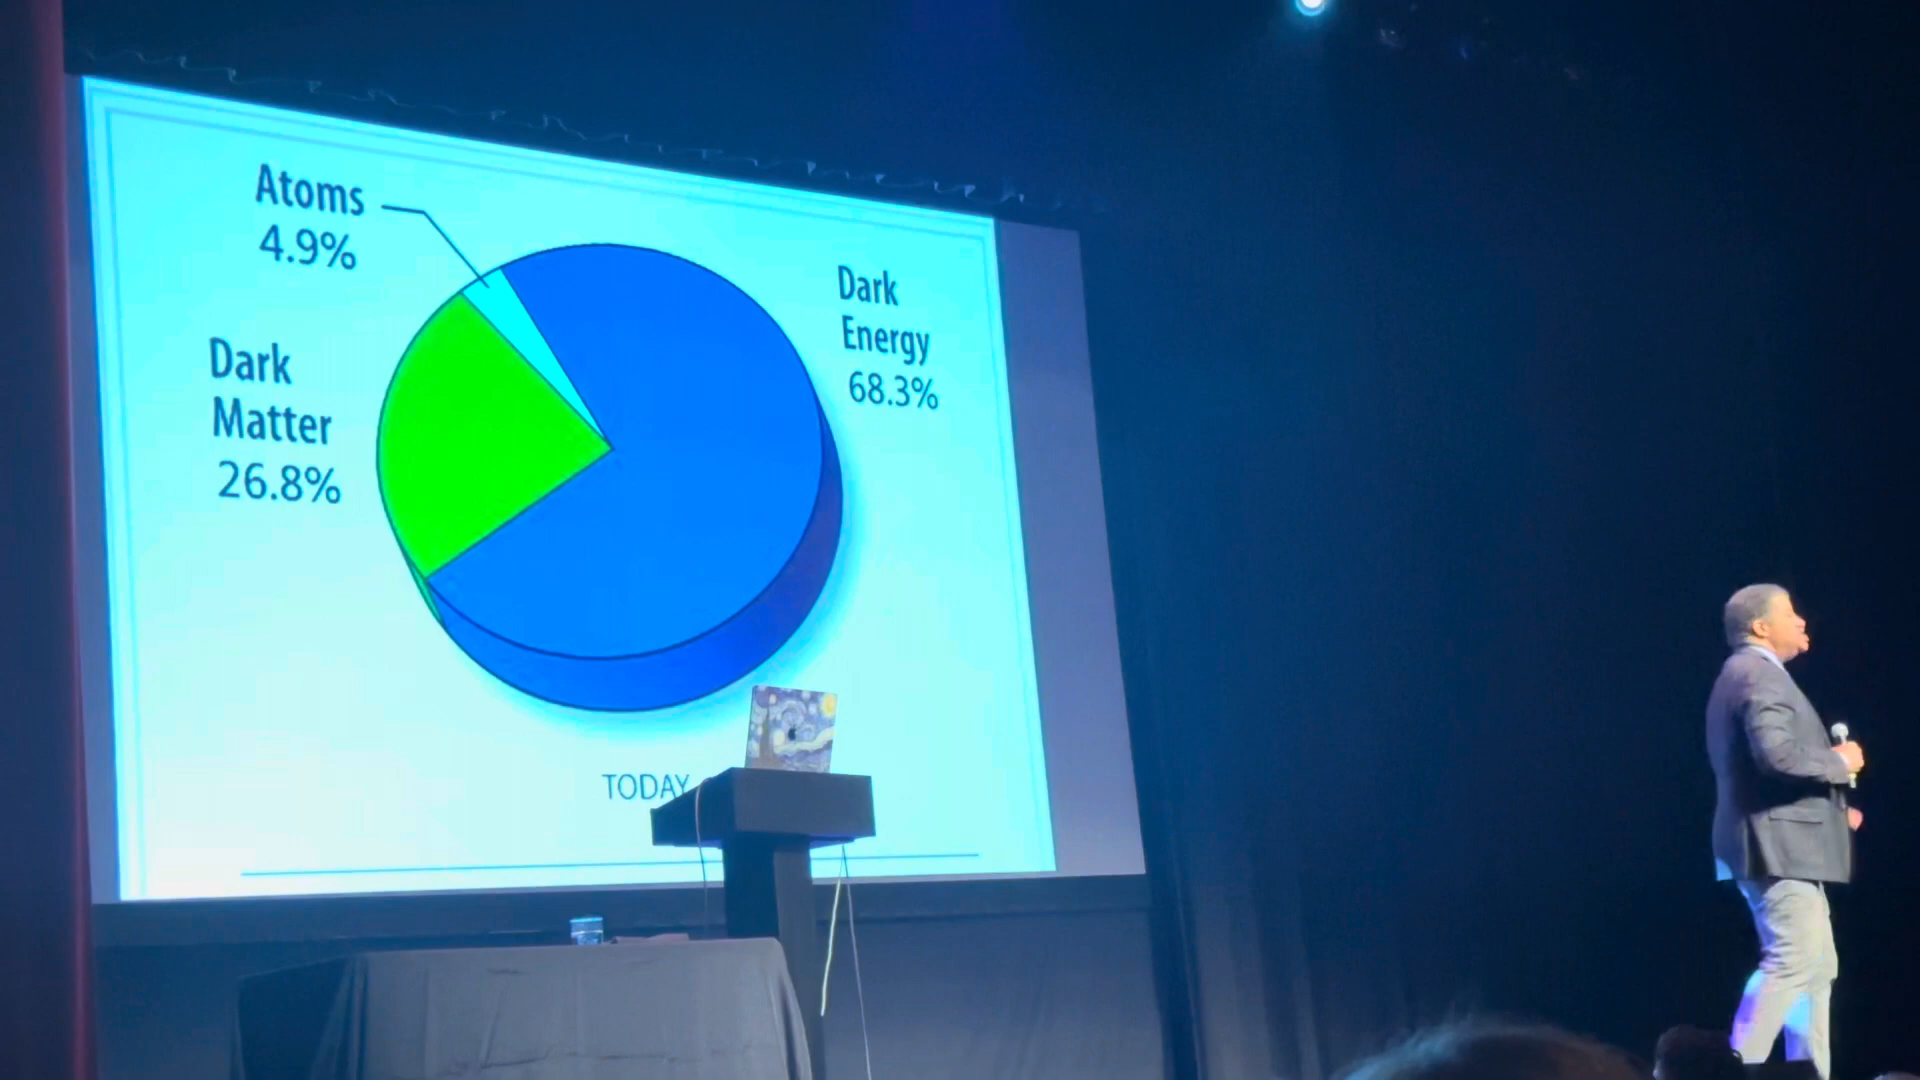 Atoms
4.9%
Dark
Energy
68.3%
Dark
Matter
26.8%
TODAY